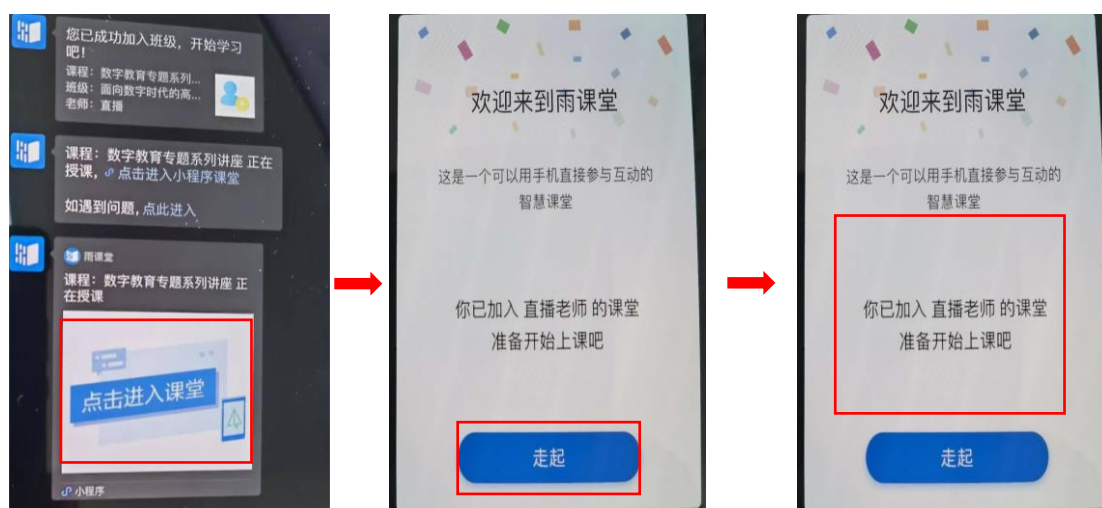 您已成功加入班级，开始学习
吧！
课程：数字教育专题系列...
班级：面向数字时代的高...
老师：直播
课程：数字教育专题系列讲座 正在
授课，点击进入小程序课堂
如遇到问题，点此进入
雨课堂
课程：数字教育专题系列讲座 正
在授课
点击进入课堂
小程序
欢迎来到雨课堂
这是一个可以用手机直接参与互动的
智慧课堂
你已加入 直播老师 的课堂
准备开始上课吧
走起
欢迎来到雨课堂
这是一个可以用手机直接参与互动的
智慧课堂
你已加入 直播老师 的课堂
准备开始上课吧
走起